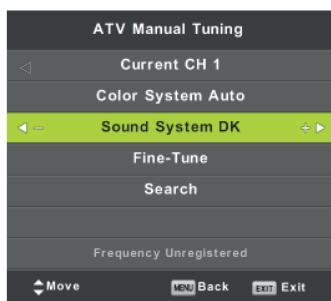 ATV Manual Tuning
Current CH 1
Color System Auto
Sound System DK
Fine-Tune
Search
Frequency Unregistered
Move MENU Back EXIT Exit